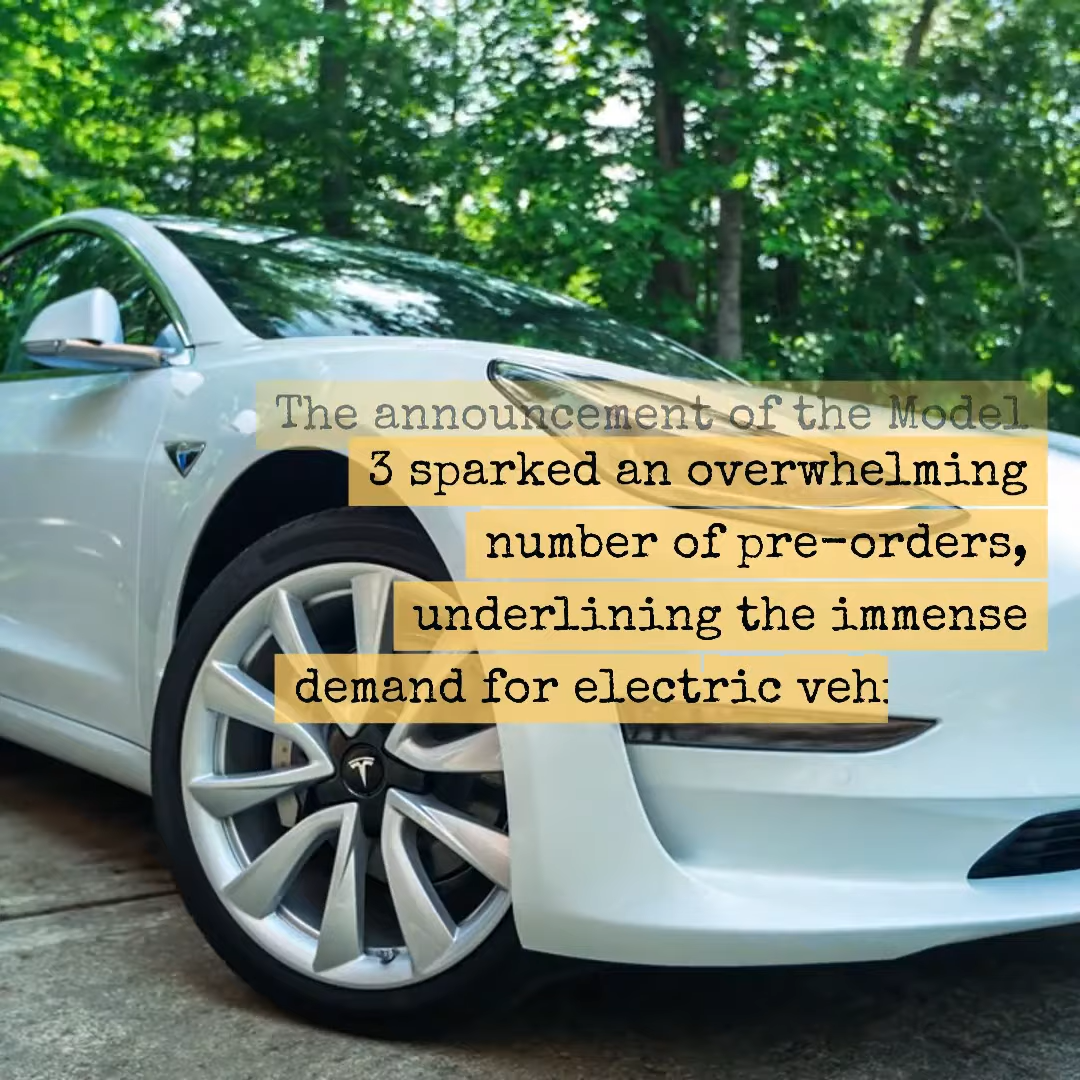 The announcement of the Model
3 sparked an overwhelming
number of pre-orders,
underlining the immense
demand for electric